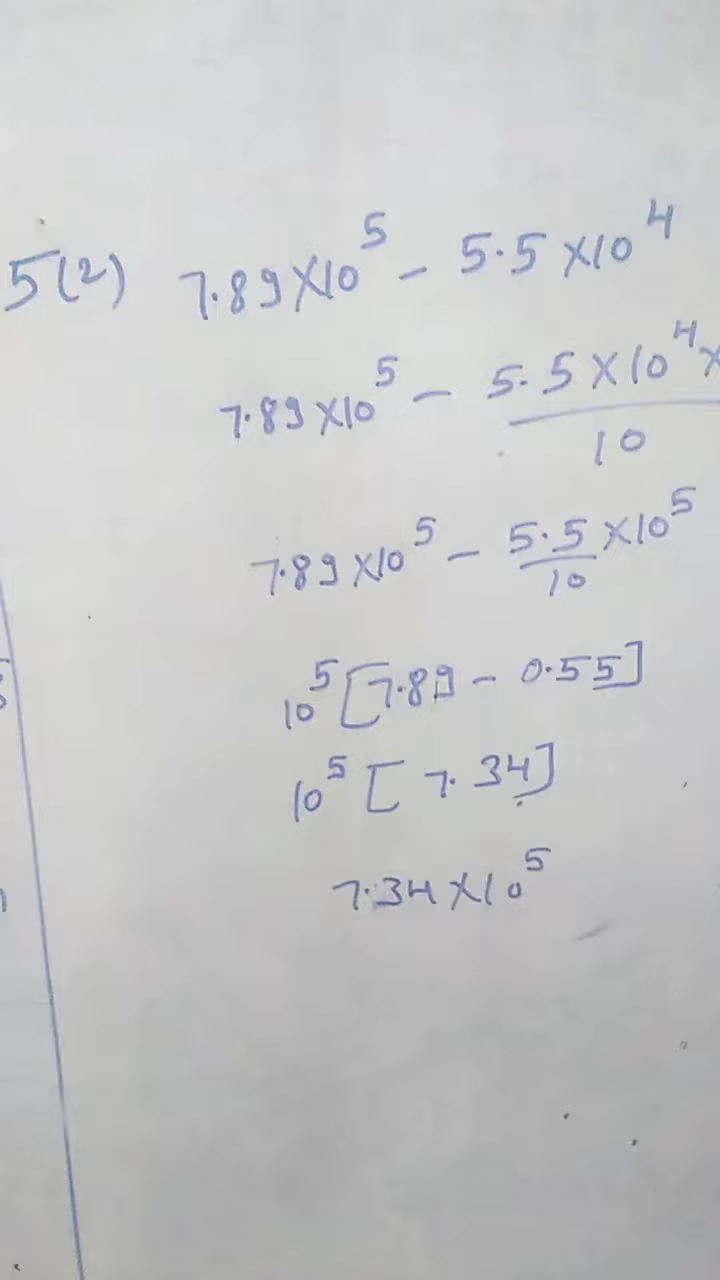 5(2) 7.89×10^5 - 5.5×10^4
7.89×10^5 - 5.5×10^4×
10
7.89×10^5 - 5.5/10 ×10^5
10^5 [7.89 - 0.55]
10^5 [7.34]
7.34×10^5